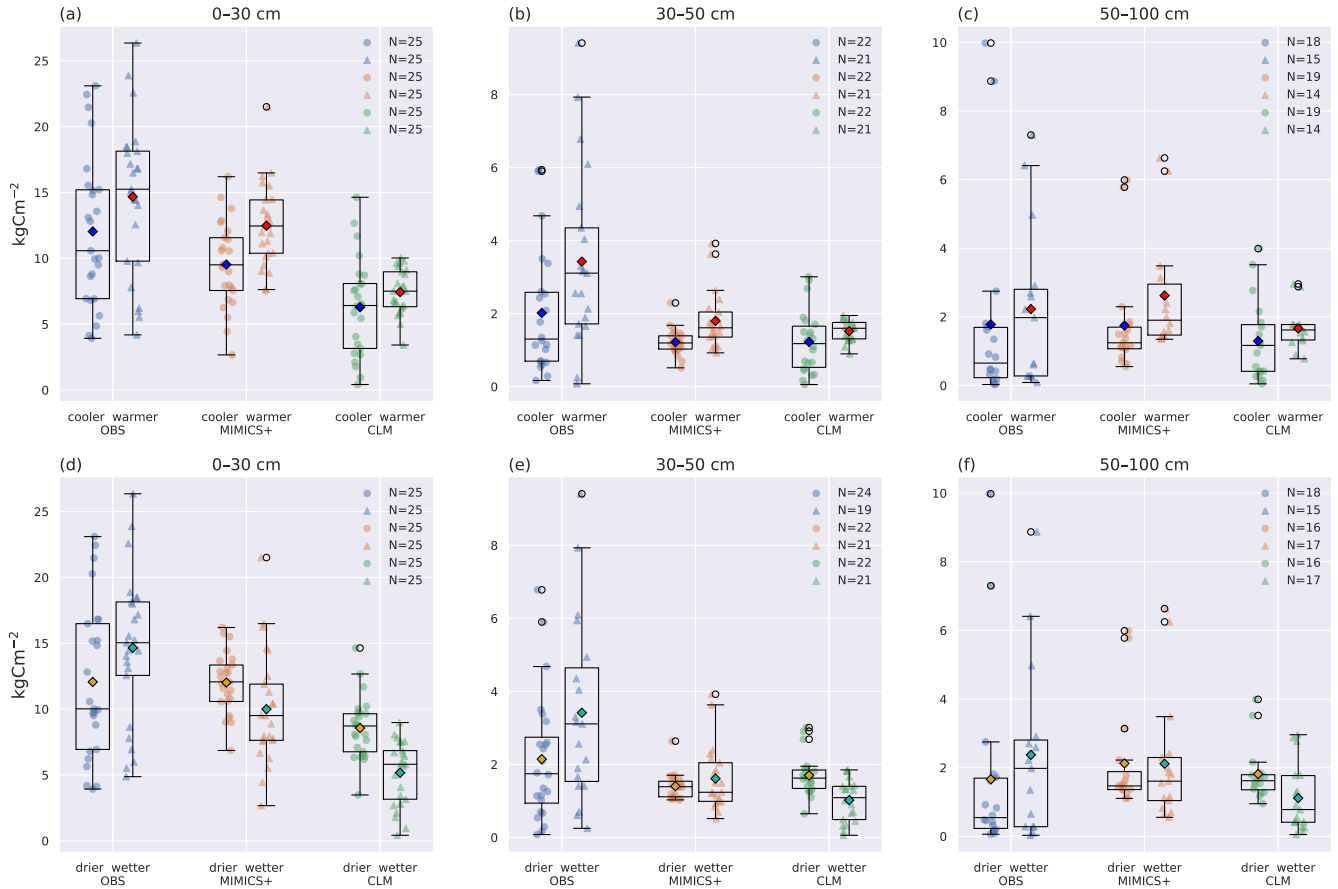 (a) 0–30 cm
kgCm⁻²
25
20
15
10
5
0
N=25
N=25
N=25
N=25
N=25
N=25
cooler warmer cooler warmer cooler warmer
OBS MIMICS+ CLM
(b) 30–50 cm
8
6
4
2
0
N=22
N=21
N=22
N=21
N=22
N=21
cooler warmer cooler warmer cooler warmer
OBS MIMICS+ CLM
(c) 50–100 cm
10
8
6
4
2
0
N=18
N=15
N=19
N=14
N=19
N=14
cooler warmer cooler warmer cooler warmer
OBS MIMICS+ CLM
(d) 0–30 cm
kgCm⁻²
25
20
15
10
5
0
N=25
N=25
N=25
N=25
N=25
N=25
drier wetter drier wetter drier wetter
OBS MIMICS+ CLM
(e) 30–50 cm
8
6
4
2
0
N=24
N=19
N=22
N=21
N=22
N=21
drier wetter drier wetter drier wetter
OBS MIMICS+ CLM
(f) 50–100 cm
10
8
6
4
2
0
N=18
N=15
N=16
N=17
N=16
N=17
drier wetter drier wetter drier wetter
OBS MIMICS+ CLM